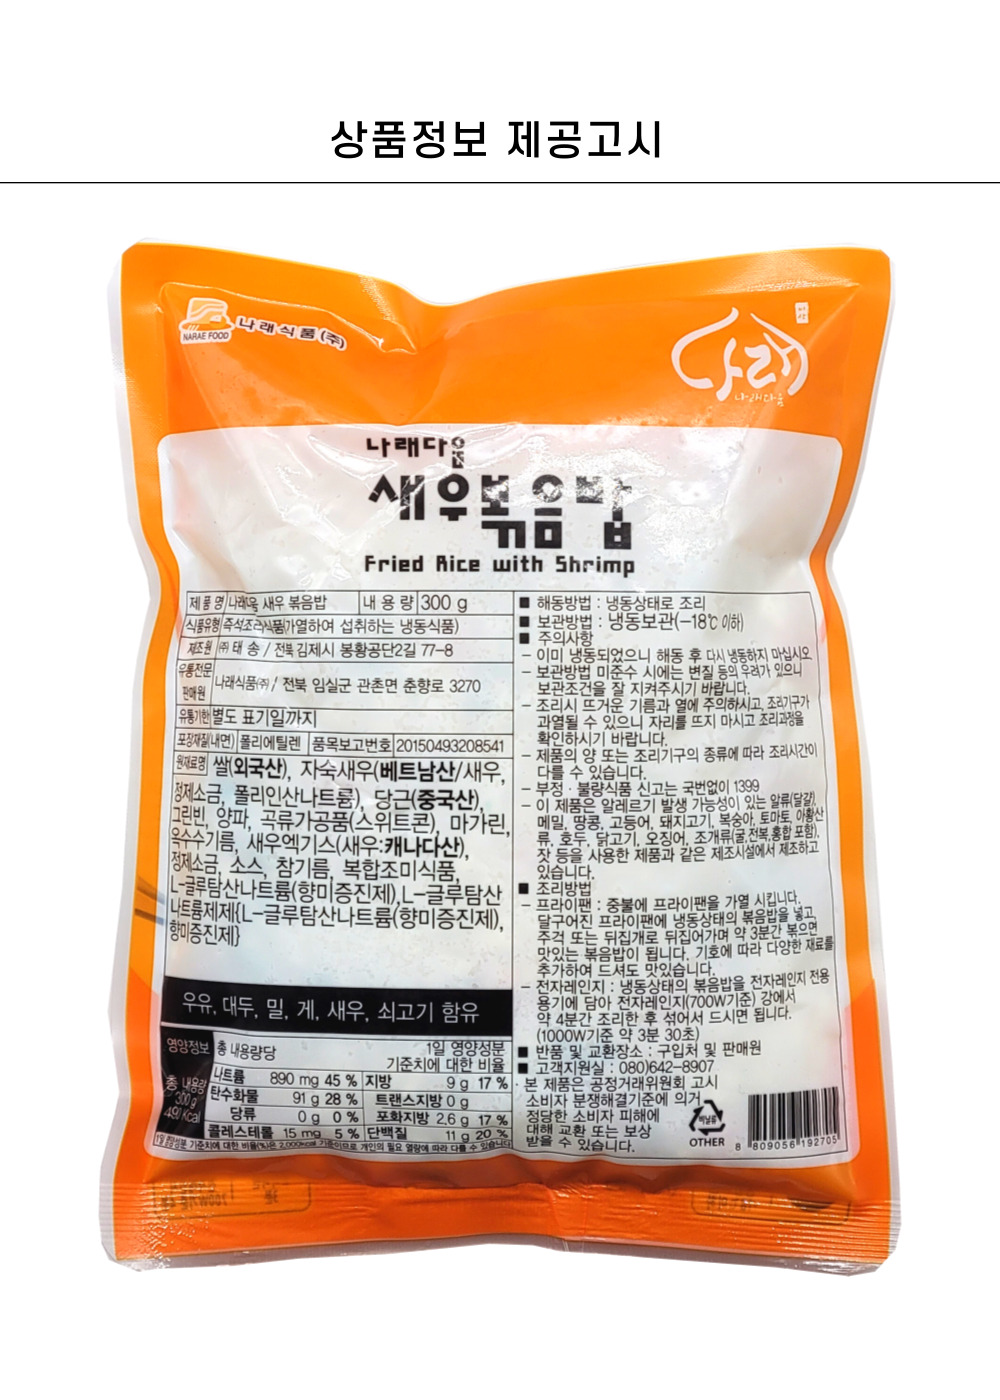 상품정보 제공고시
NARAE FOOD
나래식품(주)
나래
나래다움
나래다움
새우볶음밥
Fried Rice with Shrimp
제 품 명 나래다움 새우 볶음밥 내 용 량 300 g
식품유형 즉석조리식품(가열하여 섭취하는 냉동식품)
제조원 ㈜ 태 송 / 전북 김제시 봉황공단2길 77-8
유통전문
판매원 나래식품㈜ / 전북 임실군 관촌면 춘향로 3270
유통기한 별도 표기일까지
포장재질(내면) 폴리에틸렌 품목보고번호 20150493208541
원재료명 쌀(외국산), 자숙새우(베트남산/새우,
정제소금, 폴리인산나트륨), 당근(중국산),
그린빈, 양파, 곡류가공품(스위트콘), 마가린,
옥수수기름, 새우엑기스(새우:캐나다산),
정제소금, 소스, 참기름, 복합조미식품,
L-글루탐산나트륨(향미증진제),L-글루탐산
나트륨제제{L-글루탐산나트륨(향미증진제),
향미증진제}
우유, 대두, 밀, 게, 새우, 쇠고기 함유
영양정보 총 내용량당 1일 영양성분
기준치에 대한 비율
총 내용량
300g
490 kcal
나트륨 890 mg 45 % 지방 9 g 17 %
탄수화물 91 g 28 % 트랜스지방 0 g
당류 0 g 0 % 포화지방 2.6 g 17 %
콜레스테롤 15 mg 5 % 단백질 11 g 20 %
1일 영양성분 기준치에 대한 비율(%)은 2,000kcal 기준이므로 개인의 필요 열량에 따라 다를 수 있습니다
■ 해동방법 : 냉동상태로 조리
■ 보관방법 : 냉동보관(-18℃ 이하)
■ 주의사항
- 이미 냉동되었으니 해동 후 다시 냉동하지 마십시오
- 보관방법 미준수 시에는 변질 등의 우려가 있으니
보관조건을 잘 지켜주시기 바랍니다.
- 조리시 뜨거운 기름과 열에 주의하시고, 조리기구가
과열될 수 있으니 자리를 뜨지 마시고 조리과정을
확인하시기 바랍니다.
- 제품의 양 또는 조리기구의 종류에 따라 조리시간이
다를 수 있습니다.
- 부정 · 불량식품 신고는 국번없이 1399
- 이 제품은 알레르기 발생 가능성이 있는 알류(달걀),
메밀, 땅콩, 고등어, 돼지고기, 복숭아, 토마토, 아황산
류, 호두, 닭고기, 오징어, 조개류(굴,전복,홍합 포함),
잣 등을 사용한 제품과 같은 제조시설에서 제조하고
있습니다.
■ 조리방법
- 프라이팬 : 중불에 프라이팬을 가열 시킵니다.
달구어진 프라이팬에 냉동상태의 볶음밥을 넣고,
주걱 또는 뒤집개로 뒤집어가며 약 3분간 볶으면
맛있는 볶음밥이 됩니다. 기호에 따라 다양한 재료를
추가하여 드셔도 맛있습니다.
- 전자레인지 : 냉동상태의 볶음밥을 전자레인지 전용
용기에 담아 전자레인지(700W기준) 강에서
약 4분간 조리한 후 섞어서 드시면 됩니다.
(1000W기준 약 3분 30초)
■ 반품 및 교환장소 : 구입처 및 판매원
■ 고객지원실 : 080)642-8907
· 본 제품은 공정거래위원회 고시
소비자 분쟁해결기준에 의거
정당한 소비자 피해에
대해 교환 또는 보상
받을 수 있습니다.
비닐류
OTHER
8 809056 192705